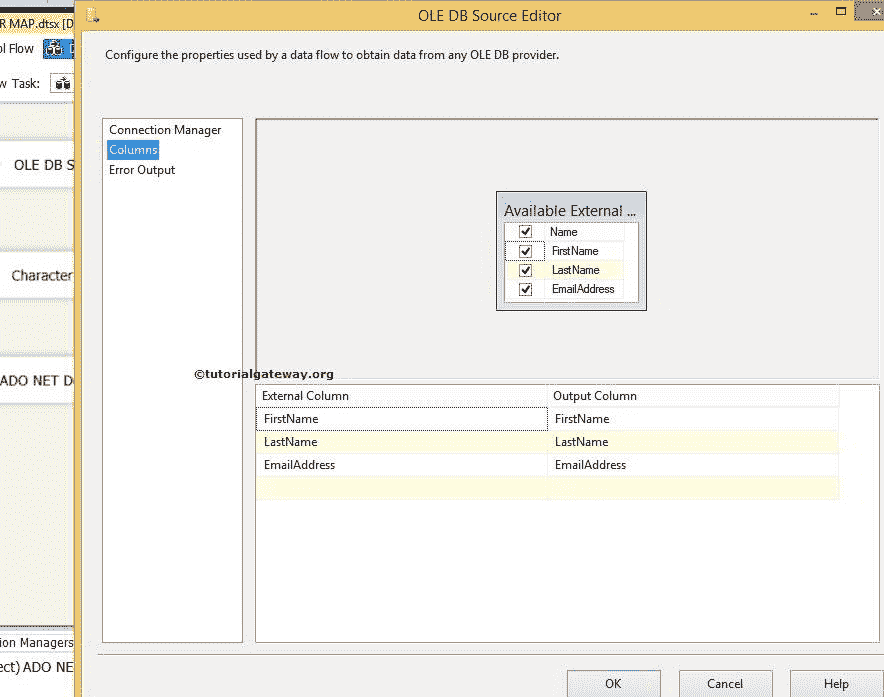 R MAP.dtsx [D
OLE DB Source Editor
ol Flow
D
w Task:
Configure the properties used by a data flow to obtain data from any OLE DB provider.
Connection Manager
Columns
Error Output
OLE DB S
Available External ...
Name
FirstName
LastName
EmailAddress
Character
©tutorialgateway.org
ADO NET D
External Column Output Column
FirstName FirstName
LastName LastName
EmailAddress EmailAddress
ion Managers
ect) ADO NE
OK Cancel Help